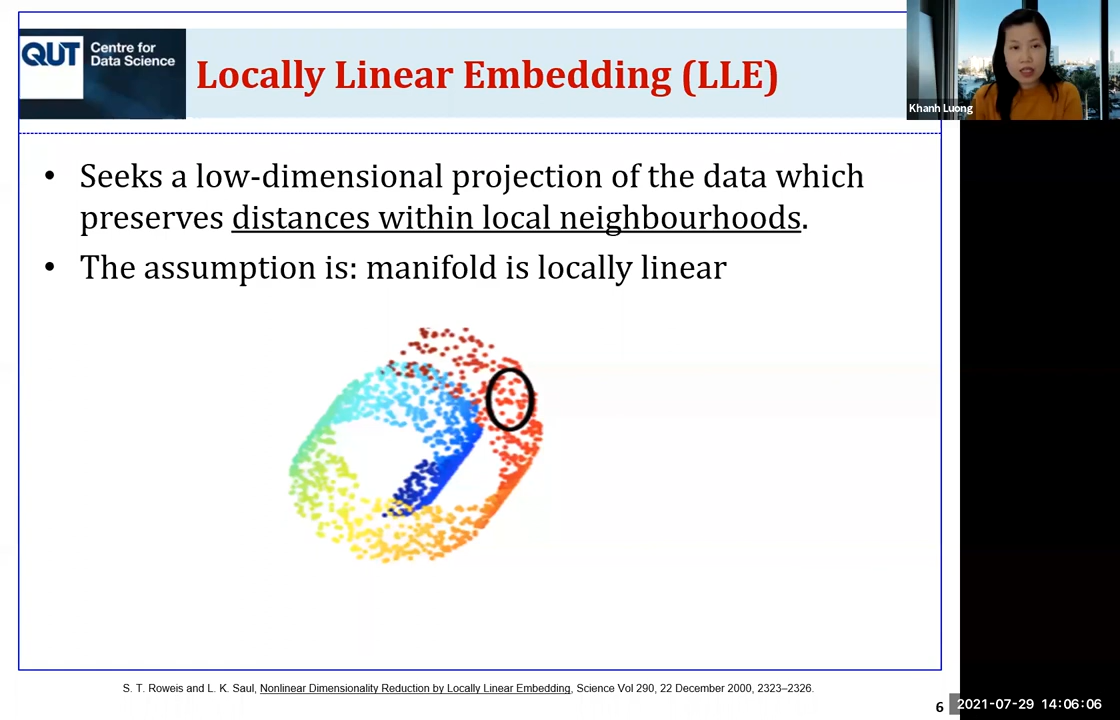 QUT
Centre for
Data Science
Locally Linear Embedding (LLE)
Khanh Luong
• Seeks a low-dimensional projection of the data which
preserves distances within local neighbourhoods.
• The assumption is: manifold is locally linear
S. T. Roweis and L. K. Saul, Nonlinear Dimensionality Reduction by Locally Linear Embedding, Science Vol 290, 22 December 2000, 2323–2326.
6
2021-07-29 14:06:06